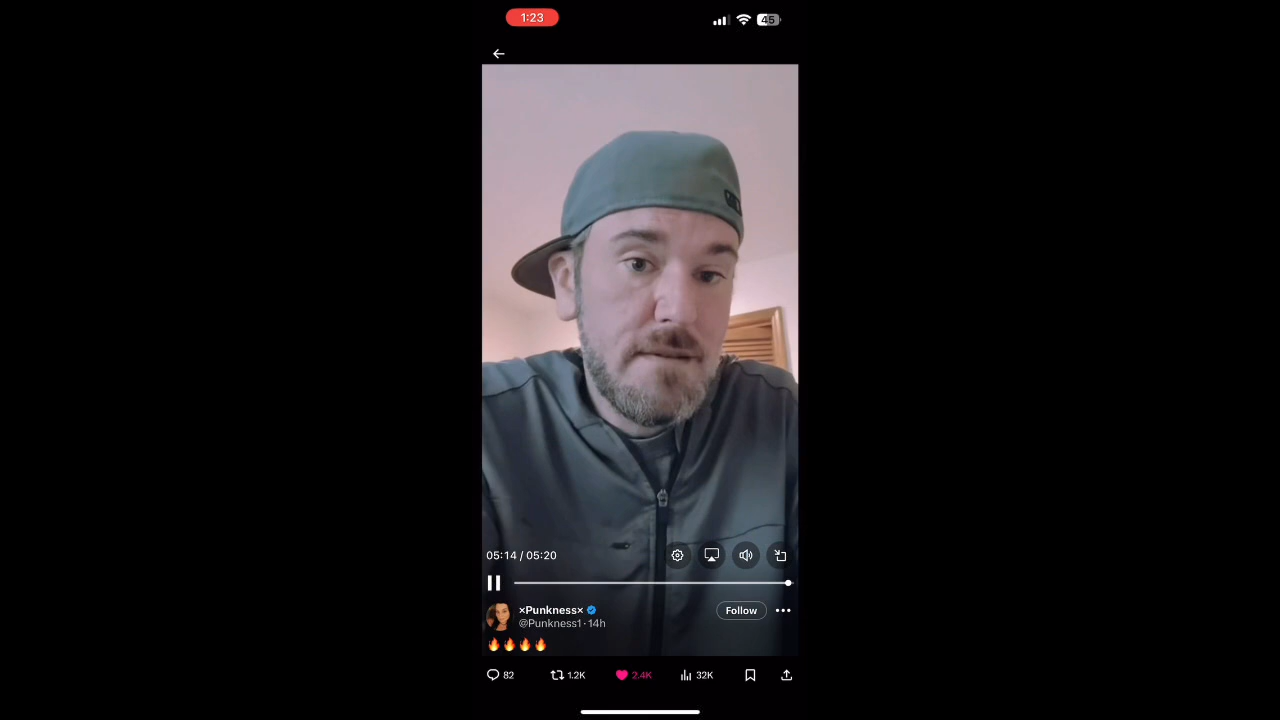 1:23
45
05:14 / 05:20
×Punkness×
Follow
@Punkness1 · 14h
🔥🔥🔥🔥
82
1.2K
2.4K
32K